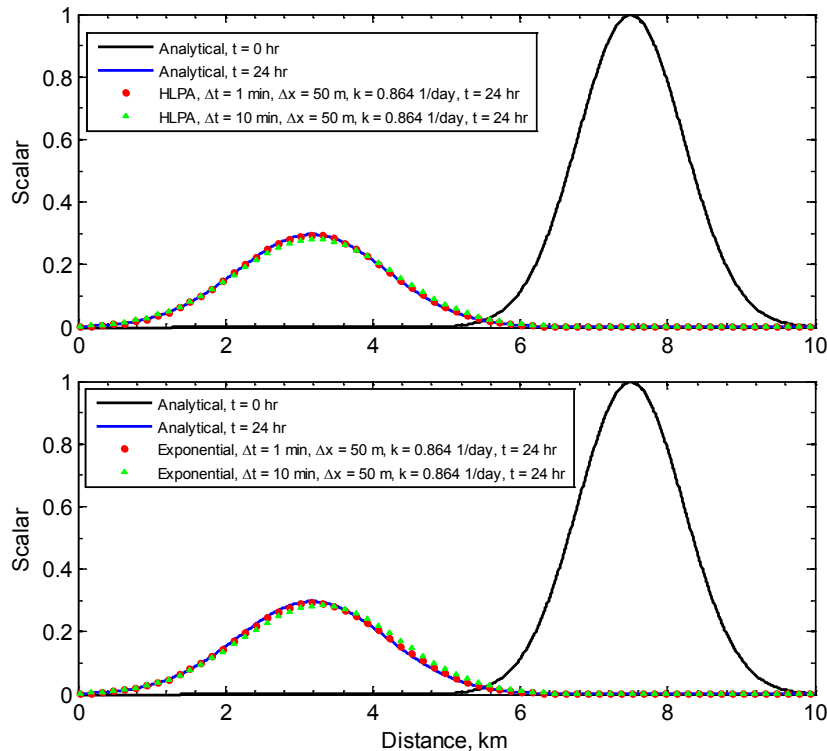 1
0.8
0.6
0.4
0.2
0
Scalar
Analytical, t = 0 hr
Analytical, t = 24 hr
HLPA, Δt = 1 min, Δx = 50 m, k = 0.864 1/day, t = 24 hr
HLPA, Δt = 10 min, Δx = 50 m, k = 0.864 1/day, t = 24 hr
0 2 4 6 8 10
1
0.8
0.6
0.4
0.2
0
Scalar
Analytical, t = 0 hr
Analytical, t = 24 hr
Exponential, Δt = 1 min, Δx = 50 m, k = 0.864 1/day, t = 24 hr
Exponential, Δt = 10 min, Δx = 50 m, k = 0.864 1/day, t = 24 hr
0 2 4 6 8 10
Distance, km